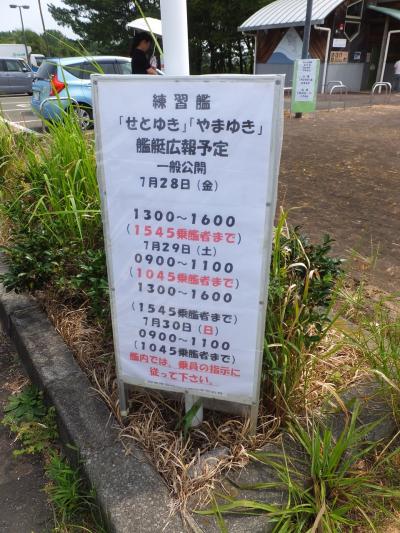 練習艦
「せとゆき」「やまゆき」
艦艇広報予定
一般公開
7月28日（金）
1300～1600
（1545乗艦者まで）
7月29日（土）
0900～1100
（1045乗艦者まで）
1300～1600
（1545乗艦者まで）
7月30日（日）
0900～1100
（1045乗艦者まで）
艦内では、乗員の指示に
従って下さい。